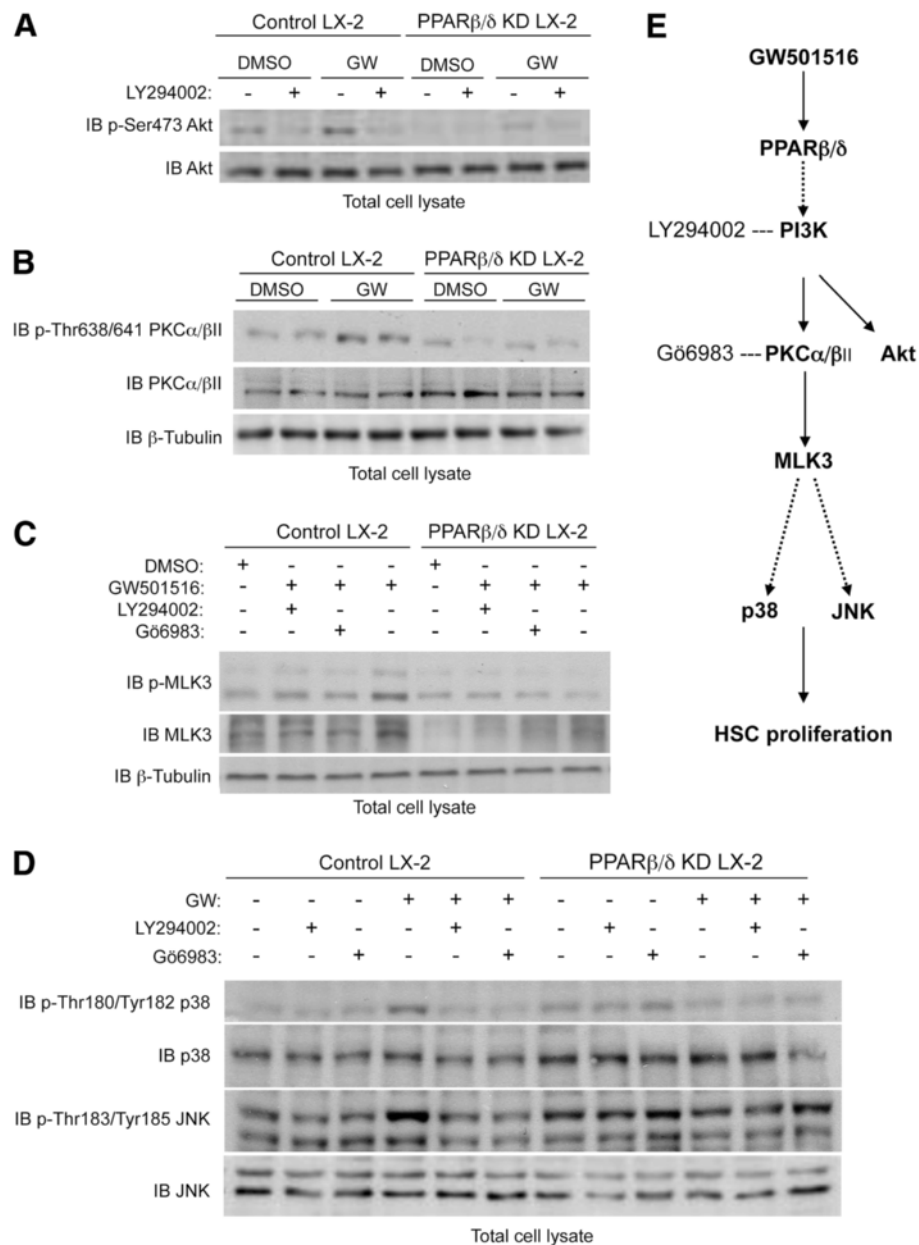 A
Control LX-2 PPARβ/δ KD LX-2
DMSO GW DMSO GW
LY294002: - + - + - + - +
IB p-Ser473 Akt
IB Akt
Total cell lysate
B
Control LX-2 PPARβ/δ KD LX-2
DMSO GW DMSO GW
IB p-Thr638/641 PKCα/βII
IB PKCα/βII
IB β-Tubulin
Total cell lysate
C
Control LX-2 PPARβ/δ KD LX-2
DMSO: + - - - + - - -
GW501516: - + + + - + + +
LY294002: - + - - - + - -
Gö6983: - - + - - - + -
IB p-MLK3
IB MLK3
IB β-Tubulin
Total cell lysate
D
Control LX-2 PPARβ/δ KD LX-2
GW: - - - + + + - - - + + +
LY294002: - + - - + - - + - - + -
Gö6983: - - + - - + - - + - - +
IB p-Thr180/Tyr182 p38
IB p38
IB p-Thr183/Tyr185 JNK
IB JNK
Total cell lysate
E
GW501516
PPARβ/δ
LY294002 --- PI3K
Gö6983 --- PKCα/βII Akt
MLK3
p38 JNK
HSC proliferation